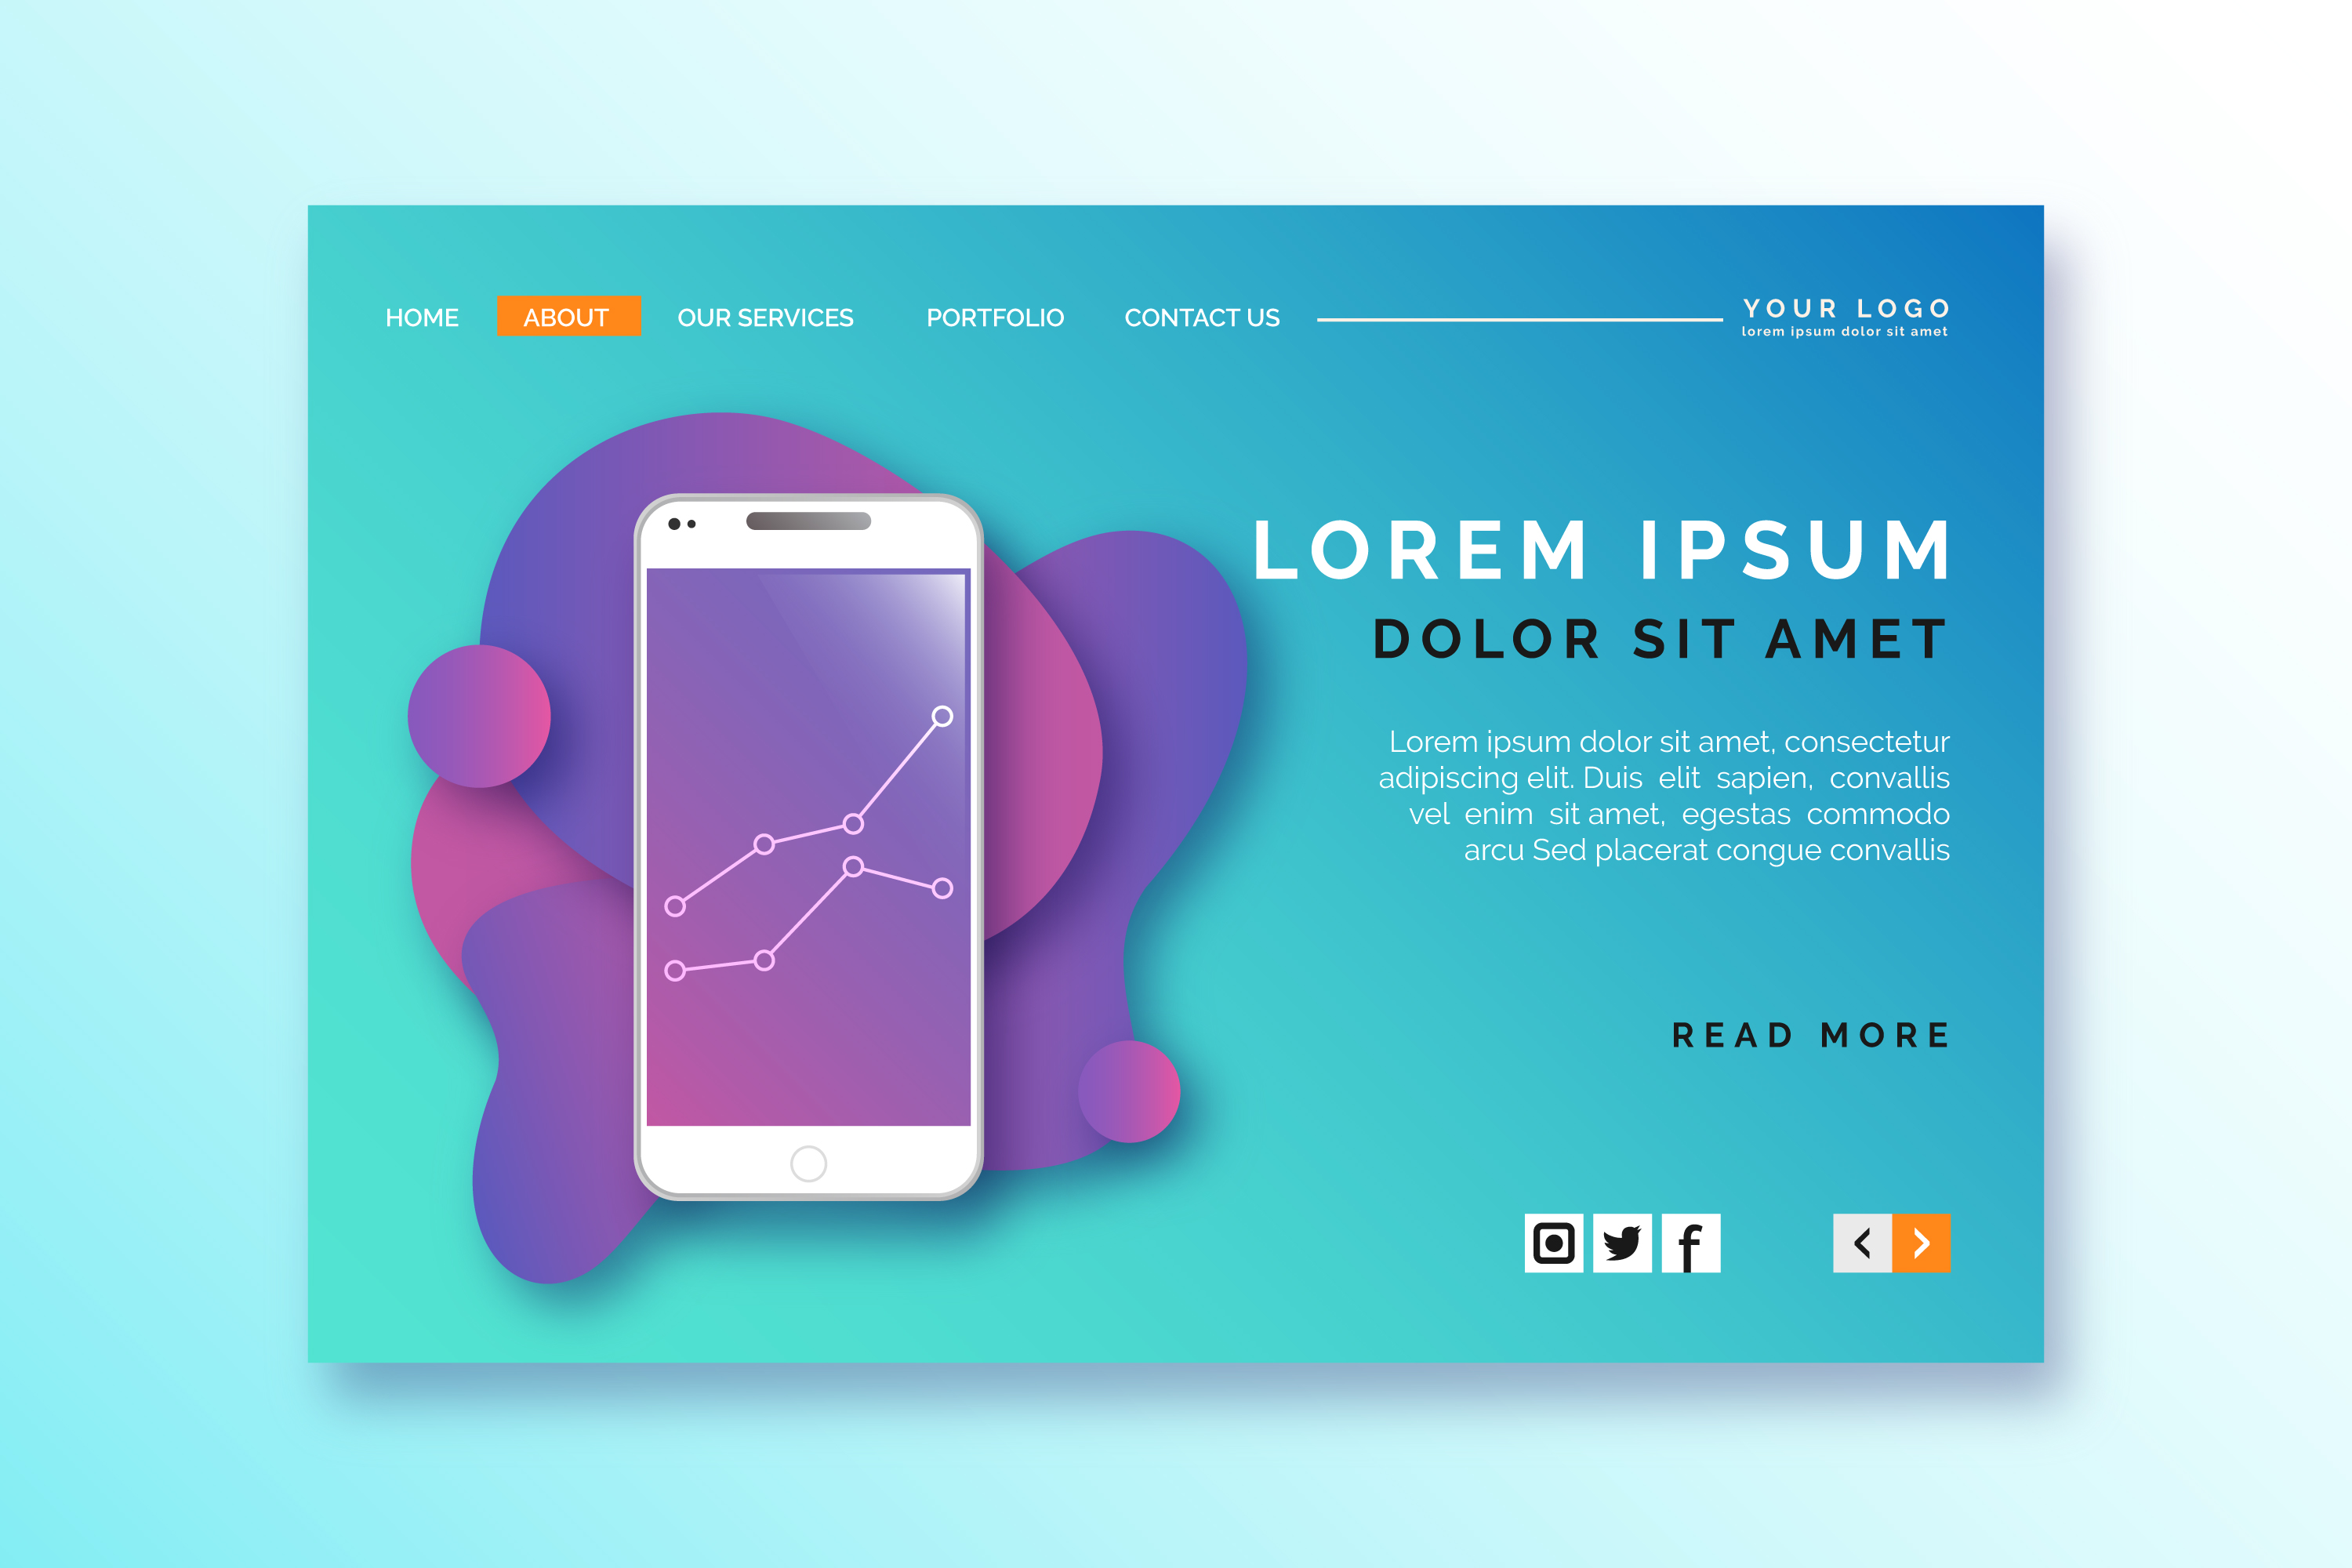 HOME ABOUT OUR SERVICES PORTFOLIO CONTACT US YOUR LOGO
lorem ipsum dolor sit amet
LOREM IPSUM
DOLOR SIT AMET
Lorem ipsum dolor sit amet, consectetur
adipiscing elit. Duis elit sapien, convallis
vel enim sit amet, egestas commodo
arcu Sed placerat congue convallis
READ MORE